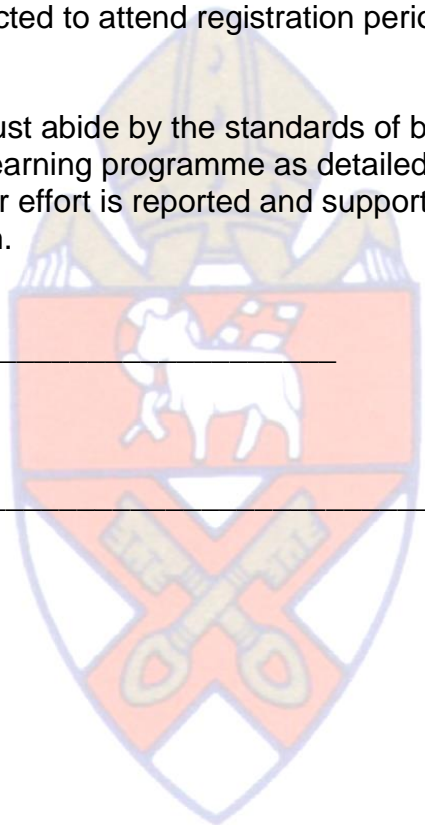 cted to attend registration perio
ust abide by the standards of b
earning programme as detailed
r effort is reported and support